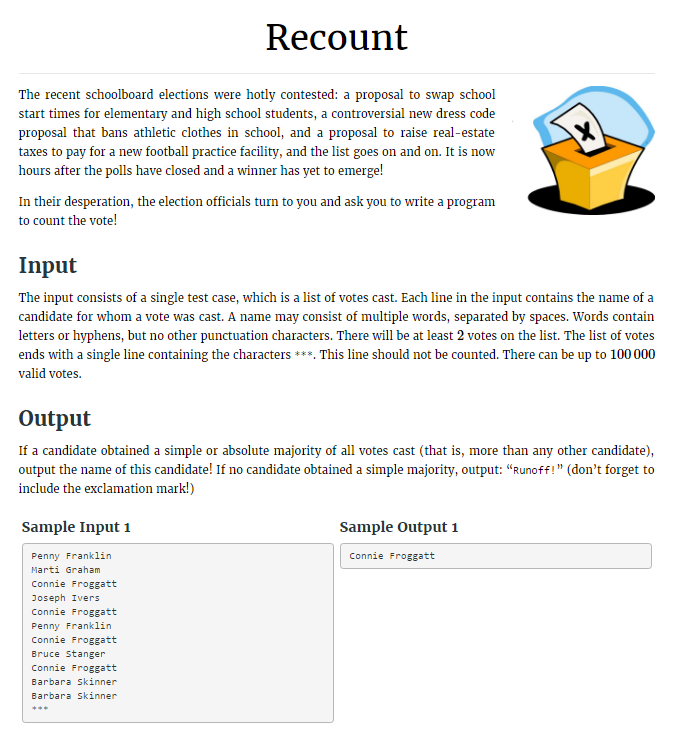 Recount
The recent schoolboard elections were hotly contested: a proposal to swap school
start times for elementary and high school students, a controversial new dress code
proposal that bans athletic clothes in school, and a proposal to raise real-estate
taxes to pay for a new football practice facility, and the list goes on and on. It is now
hours after the polls have closed and a winner has yet to emerge!
In their desperation, the election officials turn to you and ask you to write a program
to count the vote!
Input
The input consists of a single test case, which is a list of votes cast. Each line in the input contains the name of a
candidate for whom a vote was cast. A name may consist of multiple words, separated by spaces. Words contain
letters or hyphens, but no other punctuation characters. There will be at least 2 votes on the list. The list of votes
ends with a single line containing the characters ***. This line should not be counted. There can be up to 100 000
valid votes.
Output
If a candidate obtained a simple or absolute majority of all votes cast (that is, more than any other candidate),
output the name of this candidate! If no candidate obtained a simple majority, output: “Runoff!” (don’t forget to
include the exclamation mark!)
Sample Input 1
Penny Franklin
Marti Graham
Connie Froggatt
Joseph Ivers
Connie Froggatt
Penny Franklin
Connie Froggatt
Bruce Stanger
Connie Froggatt
Barbara Skinner
Barbara Skinner
***
Sample Output 1
Connie Froggatt